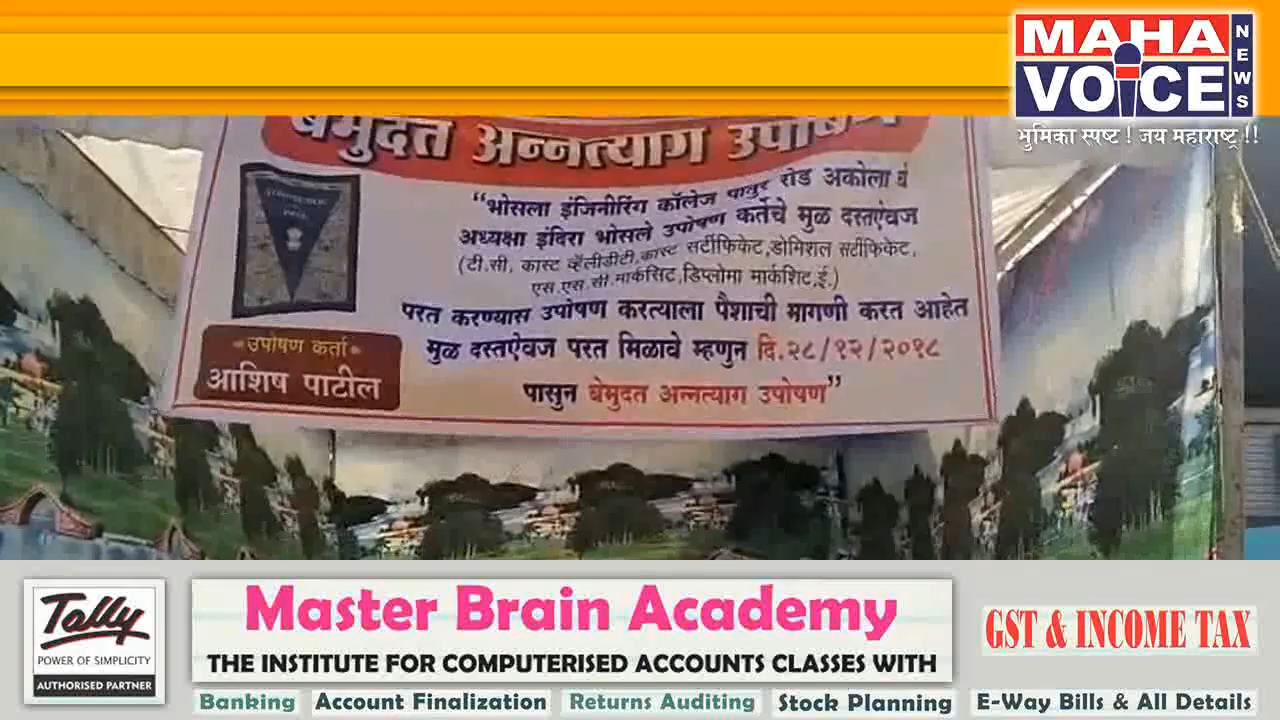 MAHA
VOICE
NEWS
भुमिका स्पष्ट ! जय महाराष्ट्र !!
बेमुदत अन्नत्याग उपोषण
“भोसला इंजिनीरिंग कॉलेज पातुर रोड अकोला व
अध्यक्षा इंदिरा भोसले उपोषण कर्तेचे मुळ दस्तऐवज
(टी.सी. कास्ट व्हॅलीडीटी,कास्ट सर्टीफिकेट,डोमिशल सर्टीफिकेट,
एस.एस.सी.मार्कसिट,डिप्लोमा मार्कशिट,ई.)
परत करण्यास उपोषण करत्याला पैशाची मागणी करत आहेत
मुळ दस्तऐवज परत मिळावे म्हणुन दि.२८/१२/२०१८
पासुन बेमुदत अन्नत्याग उपोषण”
उपोषण कर्ता
आशिष पाटील
Tally
POWER OF SIMPLICITY
AUTHORISED PARTNER
Master Brain Academy
THE INSTITUTE FOR COMPUTERISED ACCOUNTS CLASSES WITH
GST & INCOME TAX
Banking Account Finalization Returns Auditing Stock Planning E-Way Bills & All Details